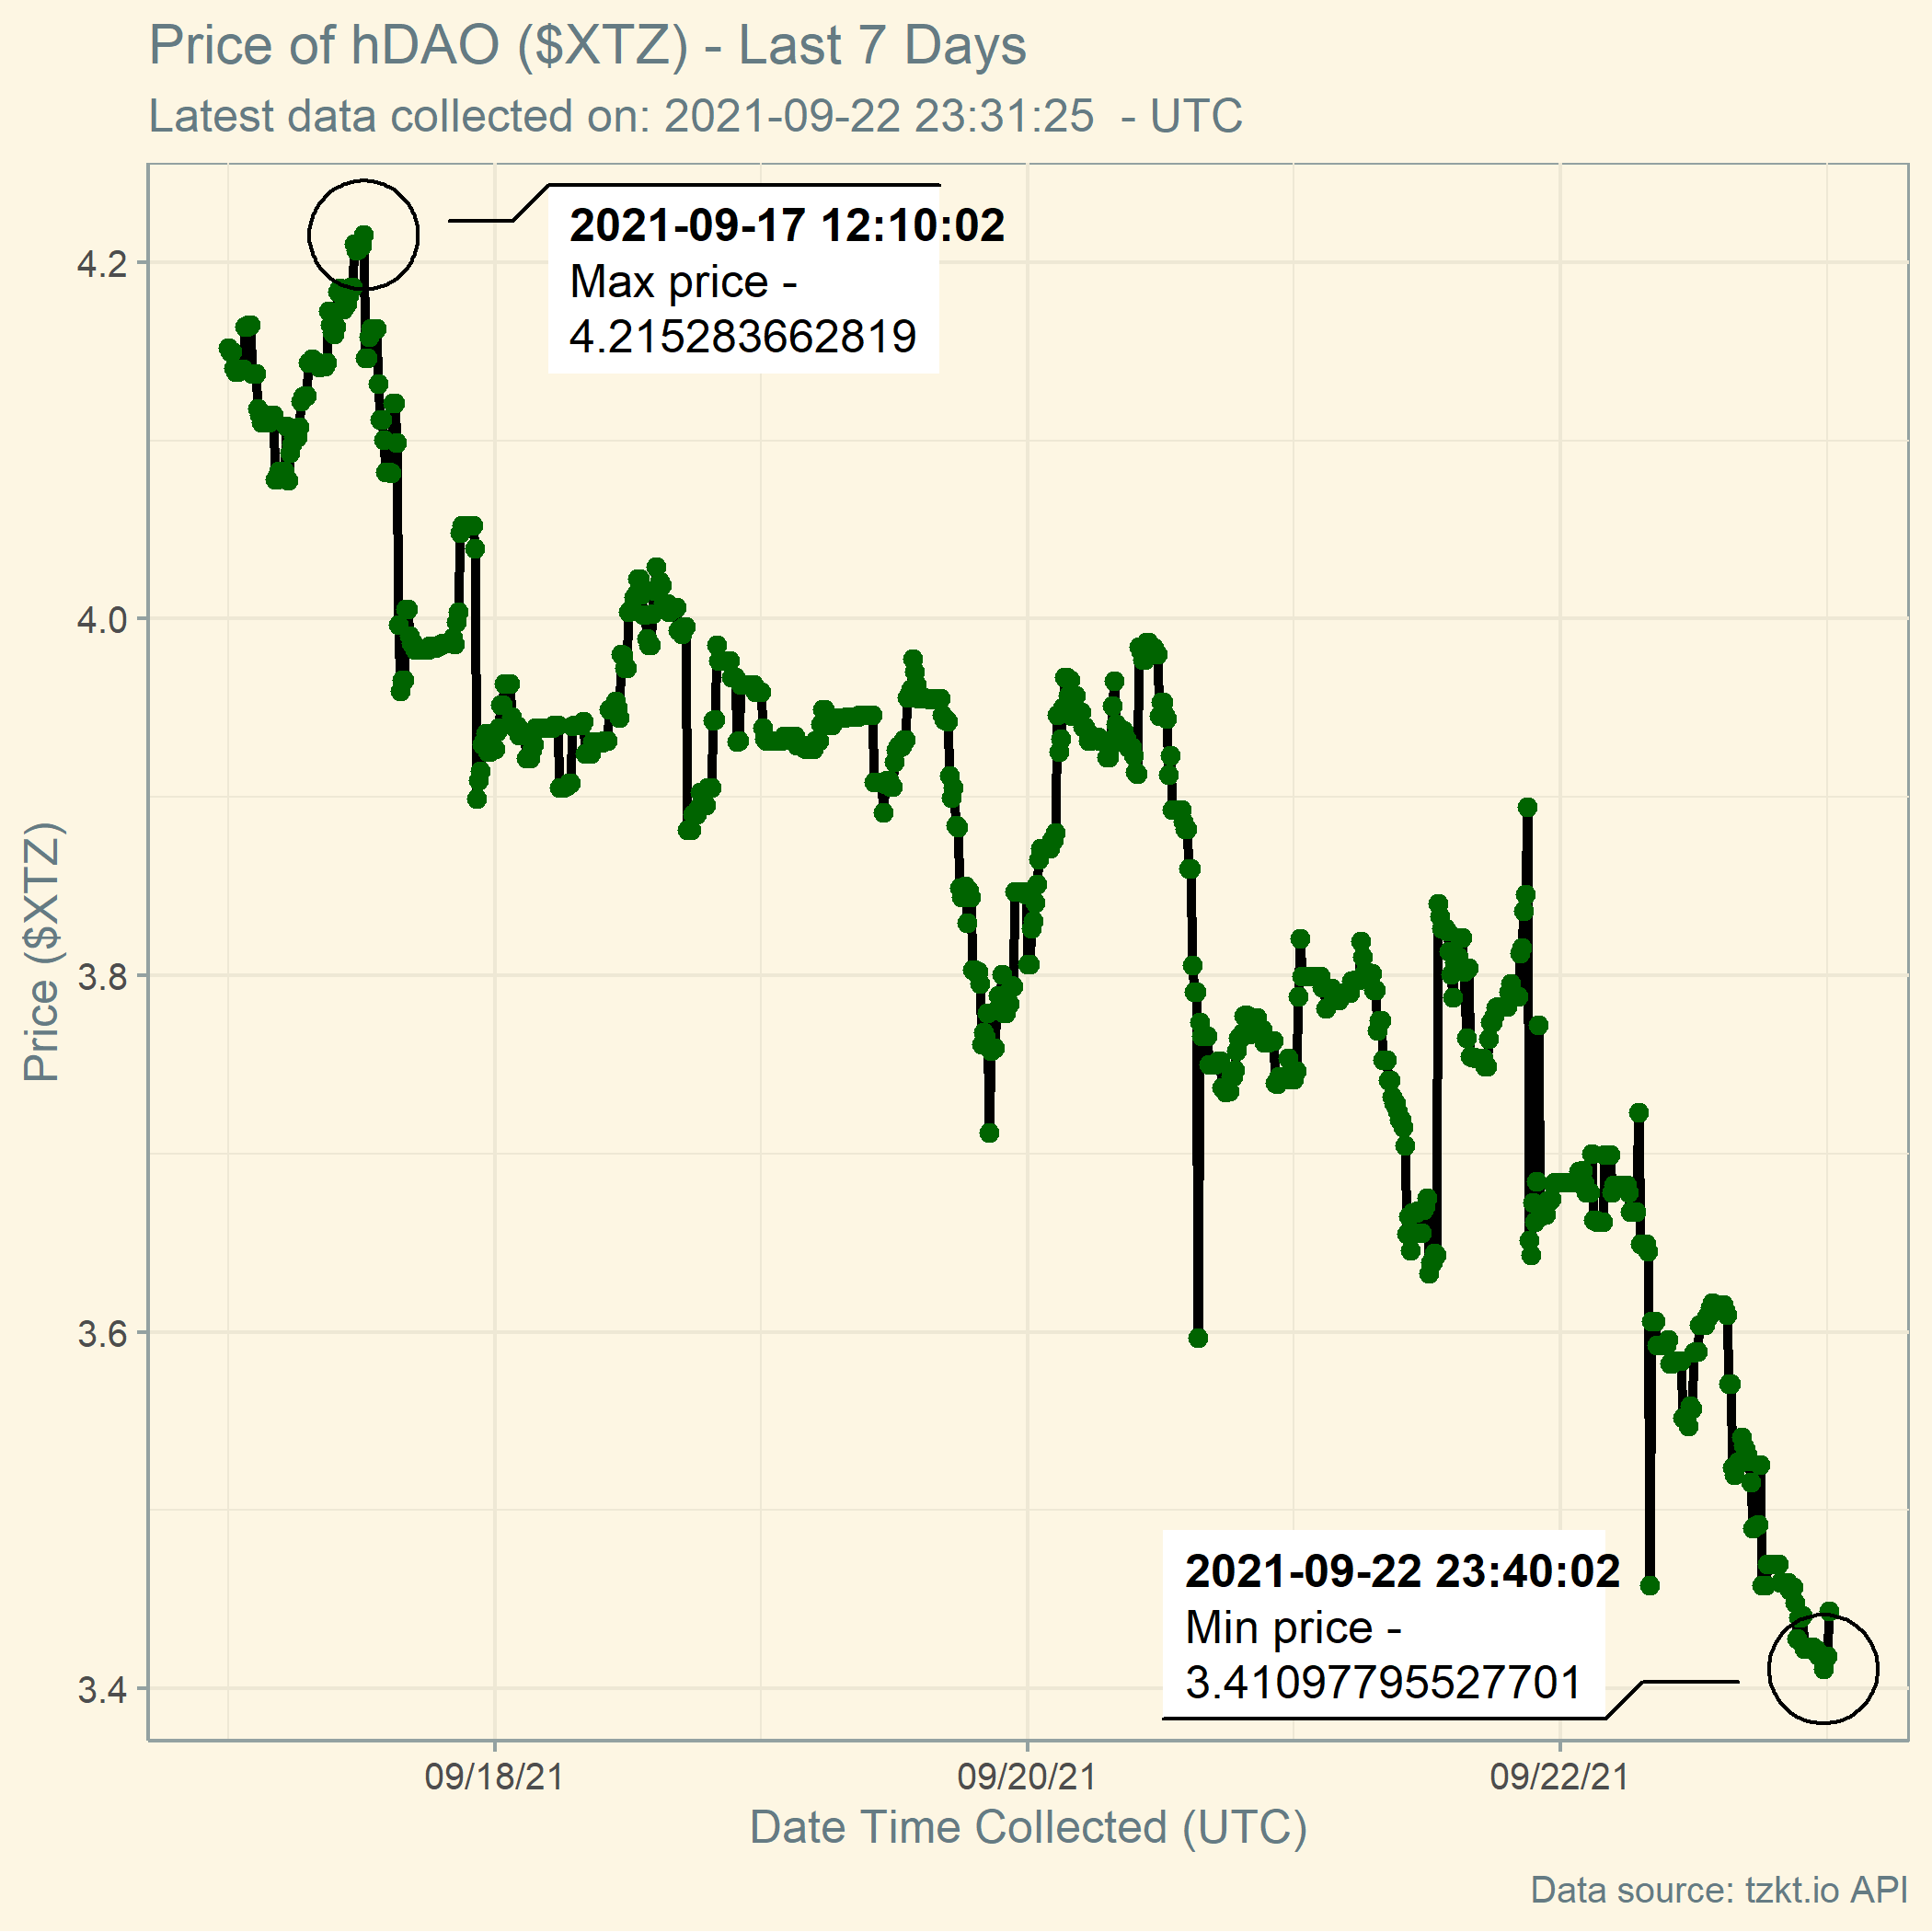 Price of hDAO ($XTZ) - Last 7 Days
Latest data collected on: 2021-09-22 23:31:25  - UTC
2021-09-17 12:10:02
Max price -
4.215283662819
4.2
4.0
3.8
3.6
3.4
Price ($XTZ)
2021-09-22 23:40:02
Min price -
3.41097795527701
09/18/21
09/20/21
09/22/21
Date Time Collected (UTC)
Data source: tzkt.io API